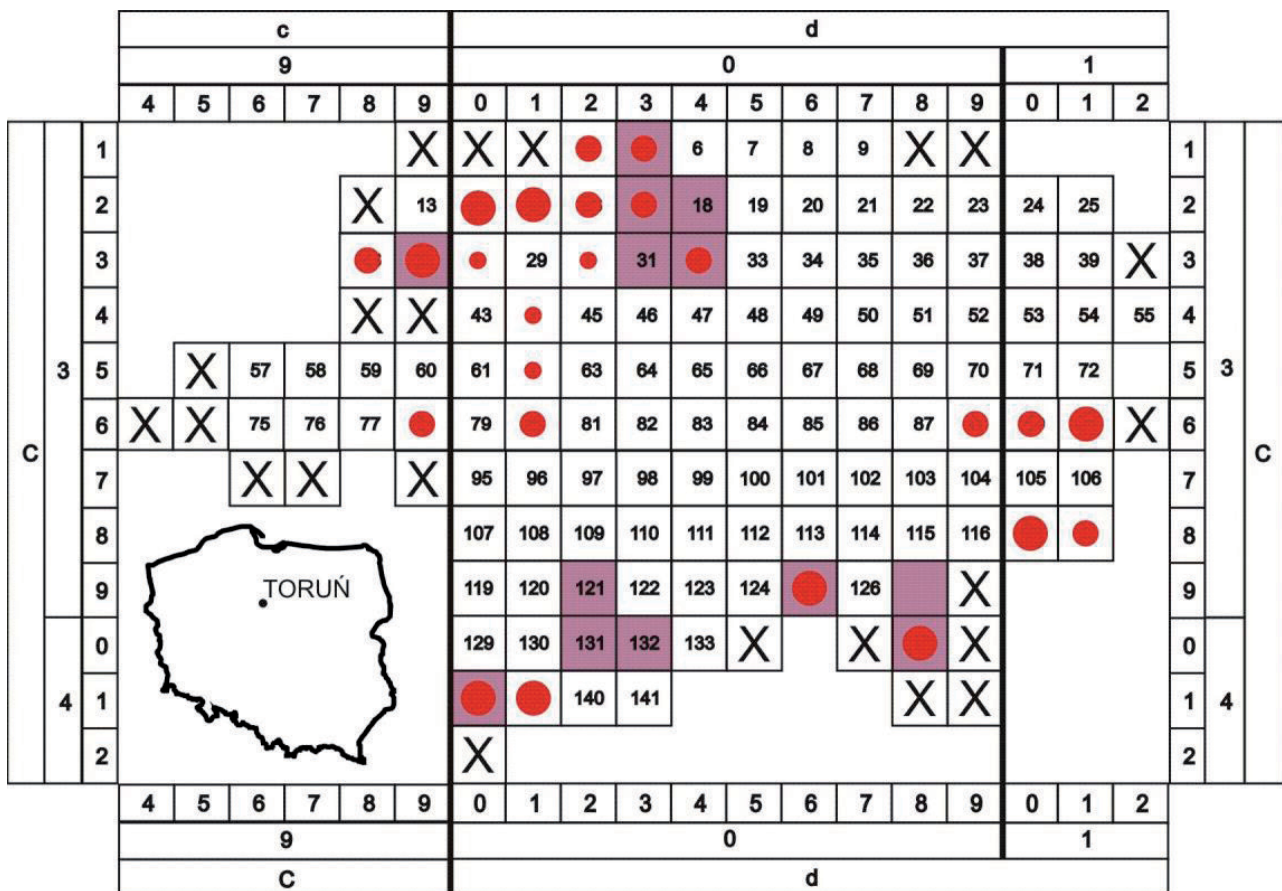 c d
9 0 1
4 5 6 7 8 9 0 1 2 3 4 5 6 7 8 9 0 1 2
1 X X X 6 7 8 9 X X 1
2 X 13 18 19 20 21 22 23 24 25 2
3 29 31 33 34 35 36 37 38 39 X 3
4 X X 43 45 46 47 48 49 50 51 52 53 54 55 4
3 5 X 57 58 59 60 61 63 64 65 66 67 68 69 70 71 72 5 3
6 X X 75 76 77 79 81 82 83 84 85 86 87 X 6
C C
7 X X X 95 96 97 98 99 100 101 102 103 104 105 106 7
8 107 108 109 110 111 112 113 114 115 116 8
TORUŃ
9 119 120 121 122 123 124 126 X 9
0 129 130 131 132 133 X X X 0
4 1 140 141 X X 1 4
2 X 2
4 5 6 7 8 9 0 1 2 3 4 5 6 7 8 9 0 1 2
9 0 1
C d